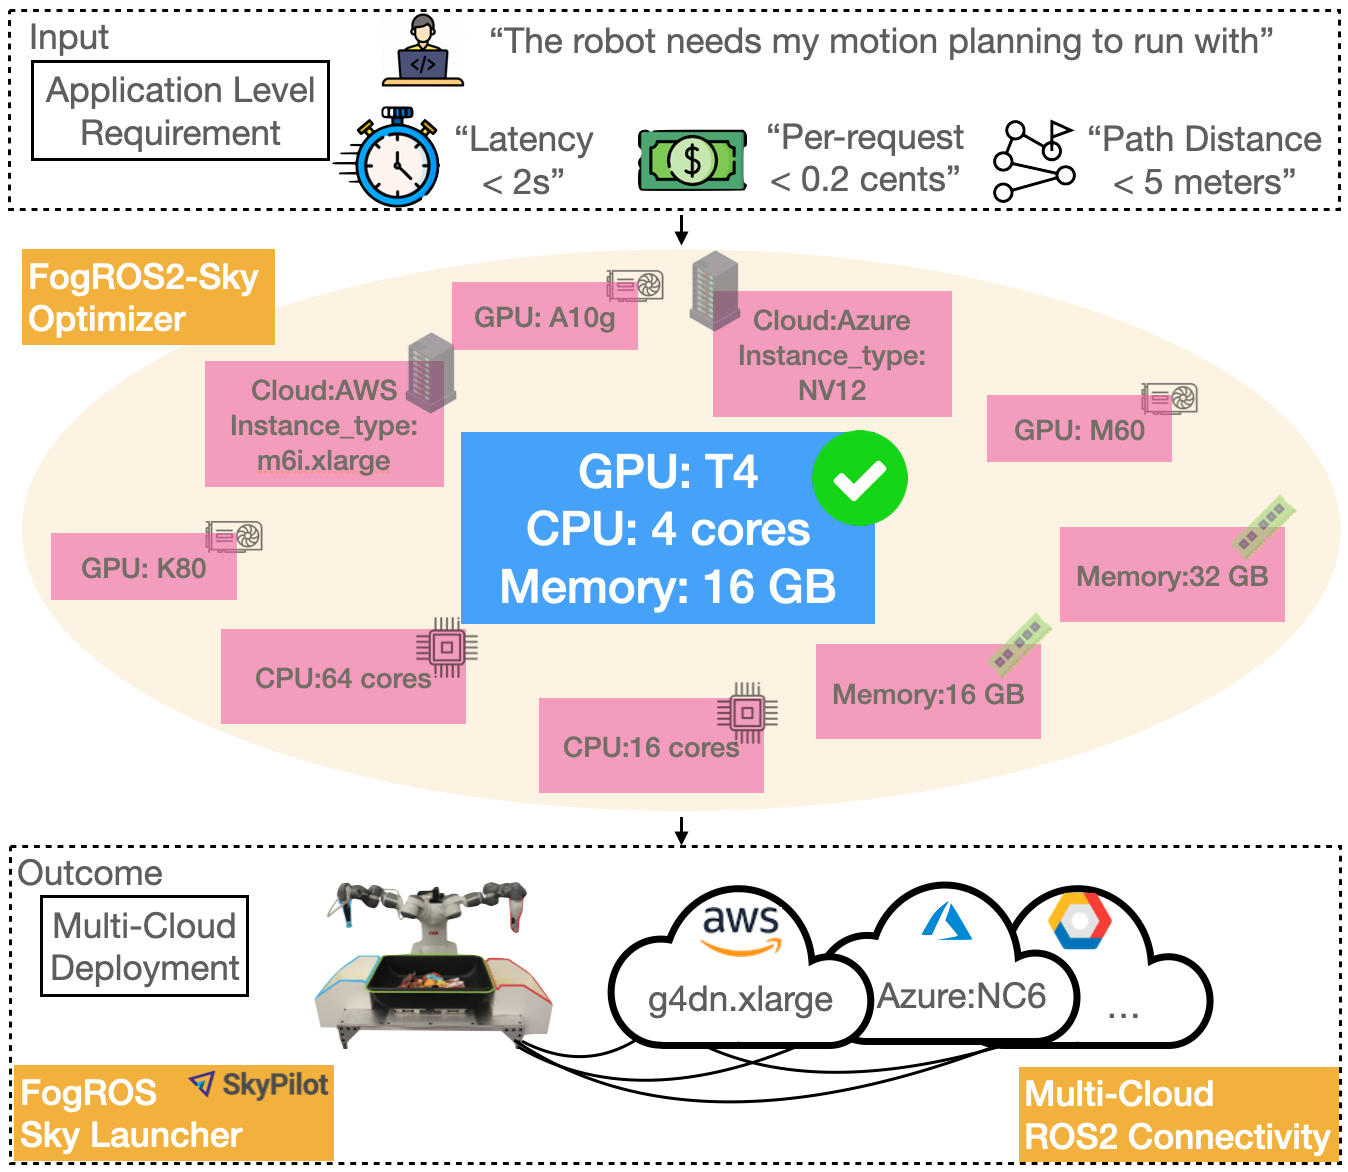 Input
Application Level
Requirement
“The robot needs my motion planning to run with”
“Latency
< 2s”
“Per-request
< 0.2 cents”
“Path Distance
< 5 meters”
FogROS2-Sky
Optimizer
GPU: A10g
Cloud:Azure
Instance_type:
NV12
Cloud:AWS
Instance_type:
m6i.xlarge
GPU: M60
GPU: T4
CPU: 4 cores
Memory: 16 GB
GPU: K80
Memory:32 GB
CPU:64 cores
Memory:16 GB
CPU:16 cores
Outcome
Multi-Cloud
Deployment
aws
g4dn.xlarge
Azure:NC6
...
FogROS
Sky Launcher
SkyPilot
Multi-Cloud
ROS2 Connectivity